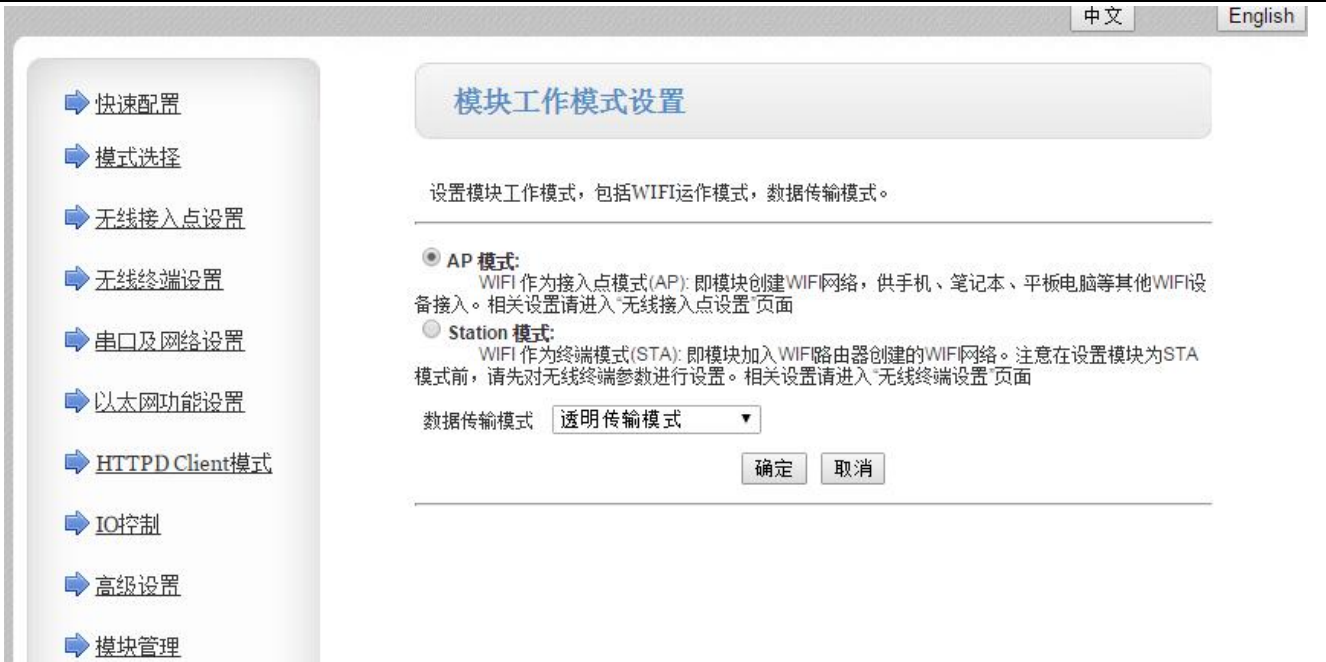 中文
English
快速配置
模式选择
无线接入点设置
无线终端设置
串口及网络设置
以太网功能设置
HTTPD Client模式
IO控制
高级设置
模块管理
模块工作模式设置
设置模块工作模式，包括WIFI运作模式，数据传输模式。
AP 模式:
WIFI 作为接入点模式(AP): 即模块创建WIFI网络，供手机、笔记本、平板电脑等其他WIFI设
备接入。相关设置请进入“无线接入点设置”页面
Station 模式:
WIFI 作为终端模式(STA): 即模块加入WIFI路由器创建的WIFI网络。注意在设置模块为STA
模式前，请先对无线终端参数进行设置。相关设置请进入“无线终端设置”页面
数据传输模式 透明传输模式
确定 取消